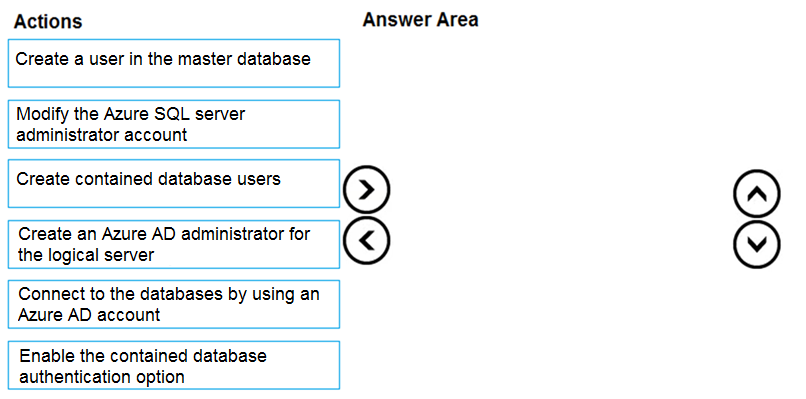 Actions
Answer Area
Create a user in the master database
Modify the Azure SQL server
administrator account
Create contained database users
Create an Azure AD administrator for
the logical server
Connect to the databases by using an
Azure AD account
Enable the contained database
authentication option